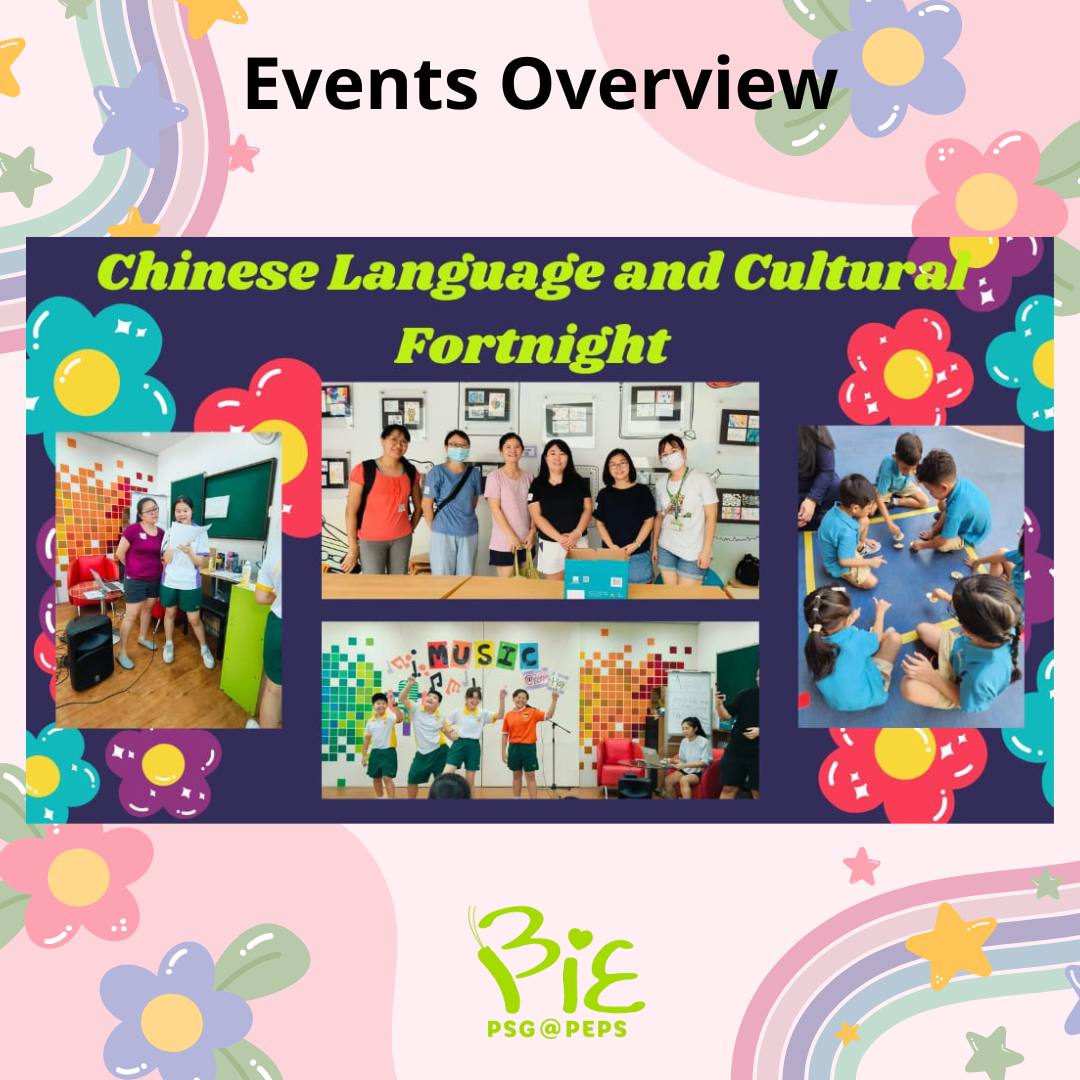 Events Overview
Chinese Language and Cultural
Fortnight
MUSIC
BiE
PSG@PEPS